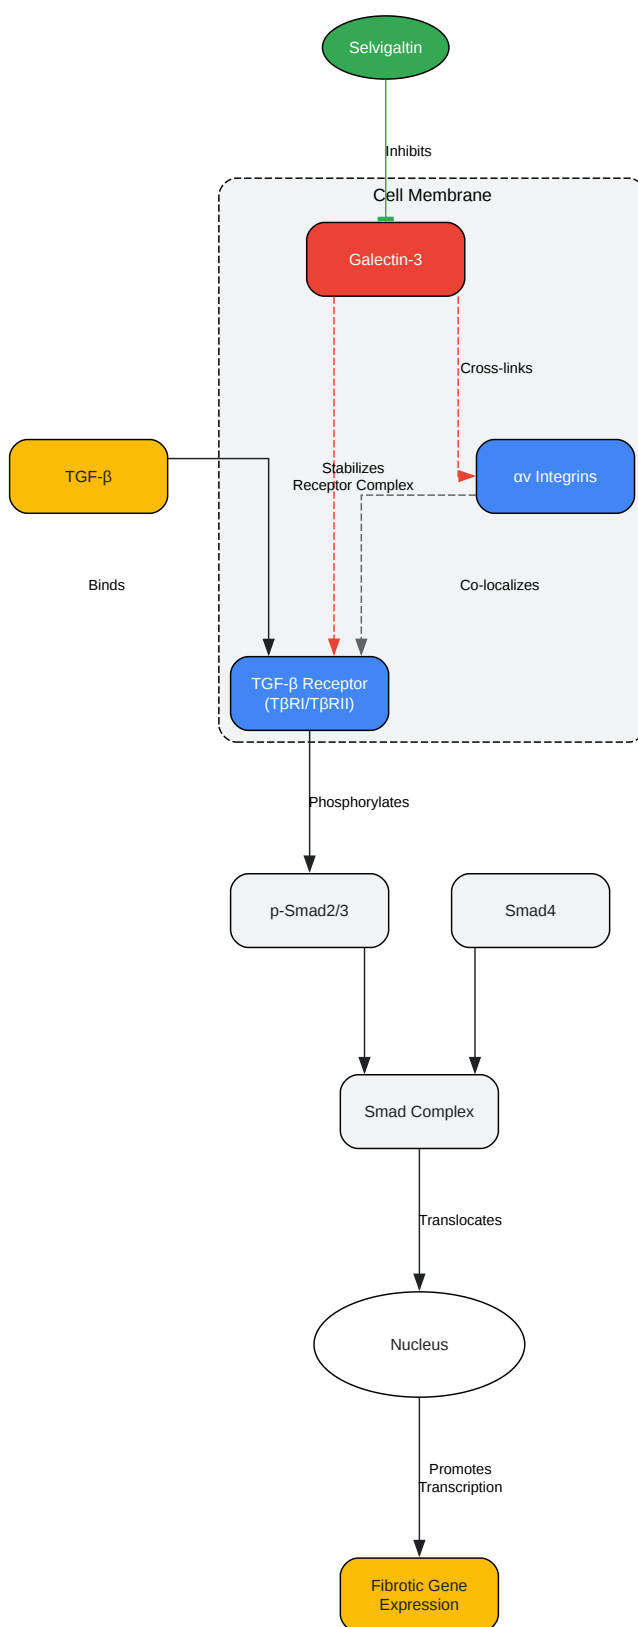 Selvigaltin
Inhibits
Cell Membrane
Galectin-3
Cross-links
Stabilizes
Receptor Complex
TGF-β
αv Integrins
Binds
Co-localizes
TGF-β Receptor
(TβRI/TβRII)
Phosphorylates
p-Smad2/3
Smad4
Smad Complex
Translocates
Nucleus
Promotes
Transcription
Fibrotic Gene
Expression